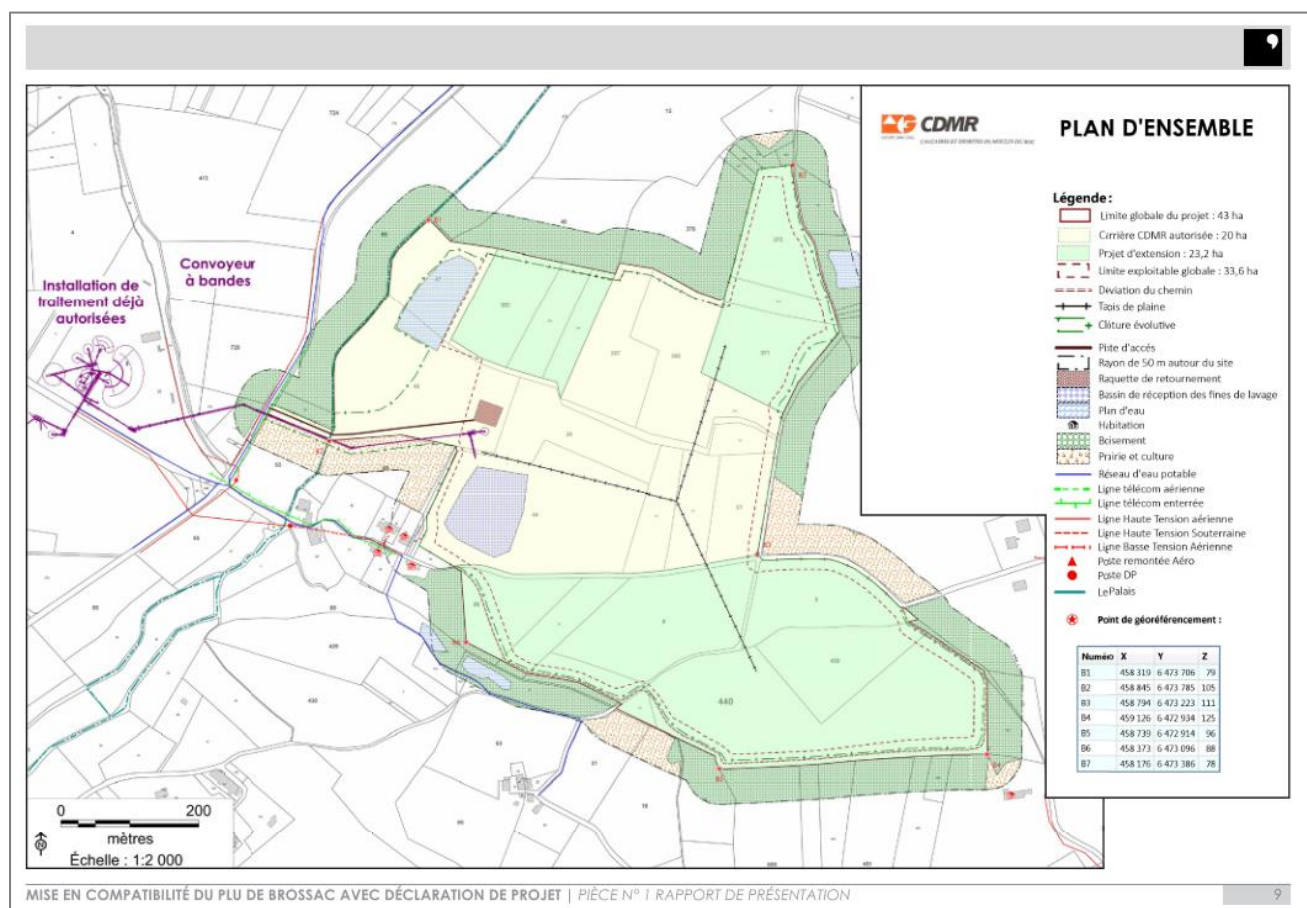 CDMR
PLAN D'ENSEMBLE
Installation de
traitement déjà
autorisées
Convoyeur
à bandes
Légende :
Limite globale du projet : 43 ha
Carrière CDMR autorisée : 20 ha
Projet d'extension : 23,2 ha
Limite exploitable globale : 33,6 ha
Déviation du chemin
Tapis de plaine
Clôture évolutive
Piste d'accés
Rayon de 50 m autour du site
Raquette de retournement
Bassin de réception des fines de lavage
Plan d'eau
Habitation
Boisement
Prairie et culture
Réseau d'eau potable
Ligne télécom aérienne
Ligne télécom enterrée
Ligne Haute Tension aérienne
Ligne Haute Tension Souterraine
Ligne Basse Tension Aérienne
Poste remontée Aéro
Poste DP
Le Palais
Point de géoréférencement :
Numéro X Y Z
B1 458 319 6 473 706 79
B2 458 845 6 473 785 105
B3 458 794 6 473 223 111
B4 459 126 6 472 934 125
B5 458 739 6 472 914 96
B6 458 373 6 473 096 88
B7 458 176 6 473 386 78
440
0 200
mètres
Échelle : 1:2 000
N
MISE EN COMPATIBILITÉ DU PLU DE BROSSAC AVEC DÉCLARATION DE PROJET | PIÈCE N° 1 RAPPORT DE PRÉSENTATION 9